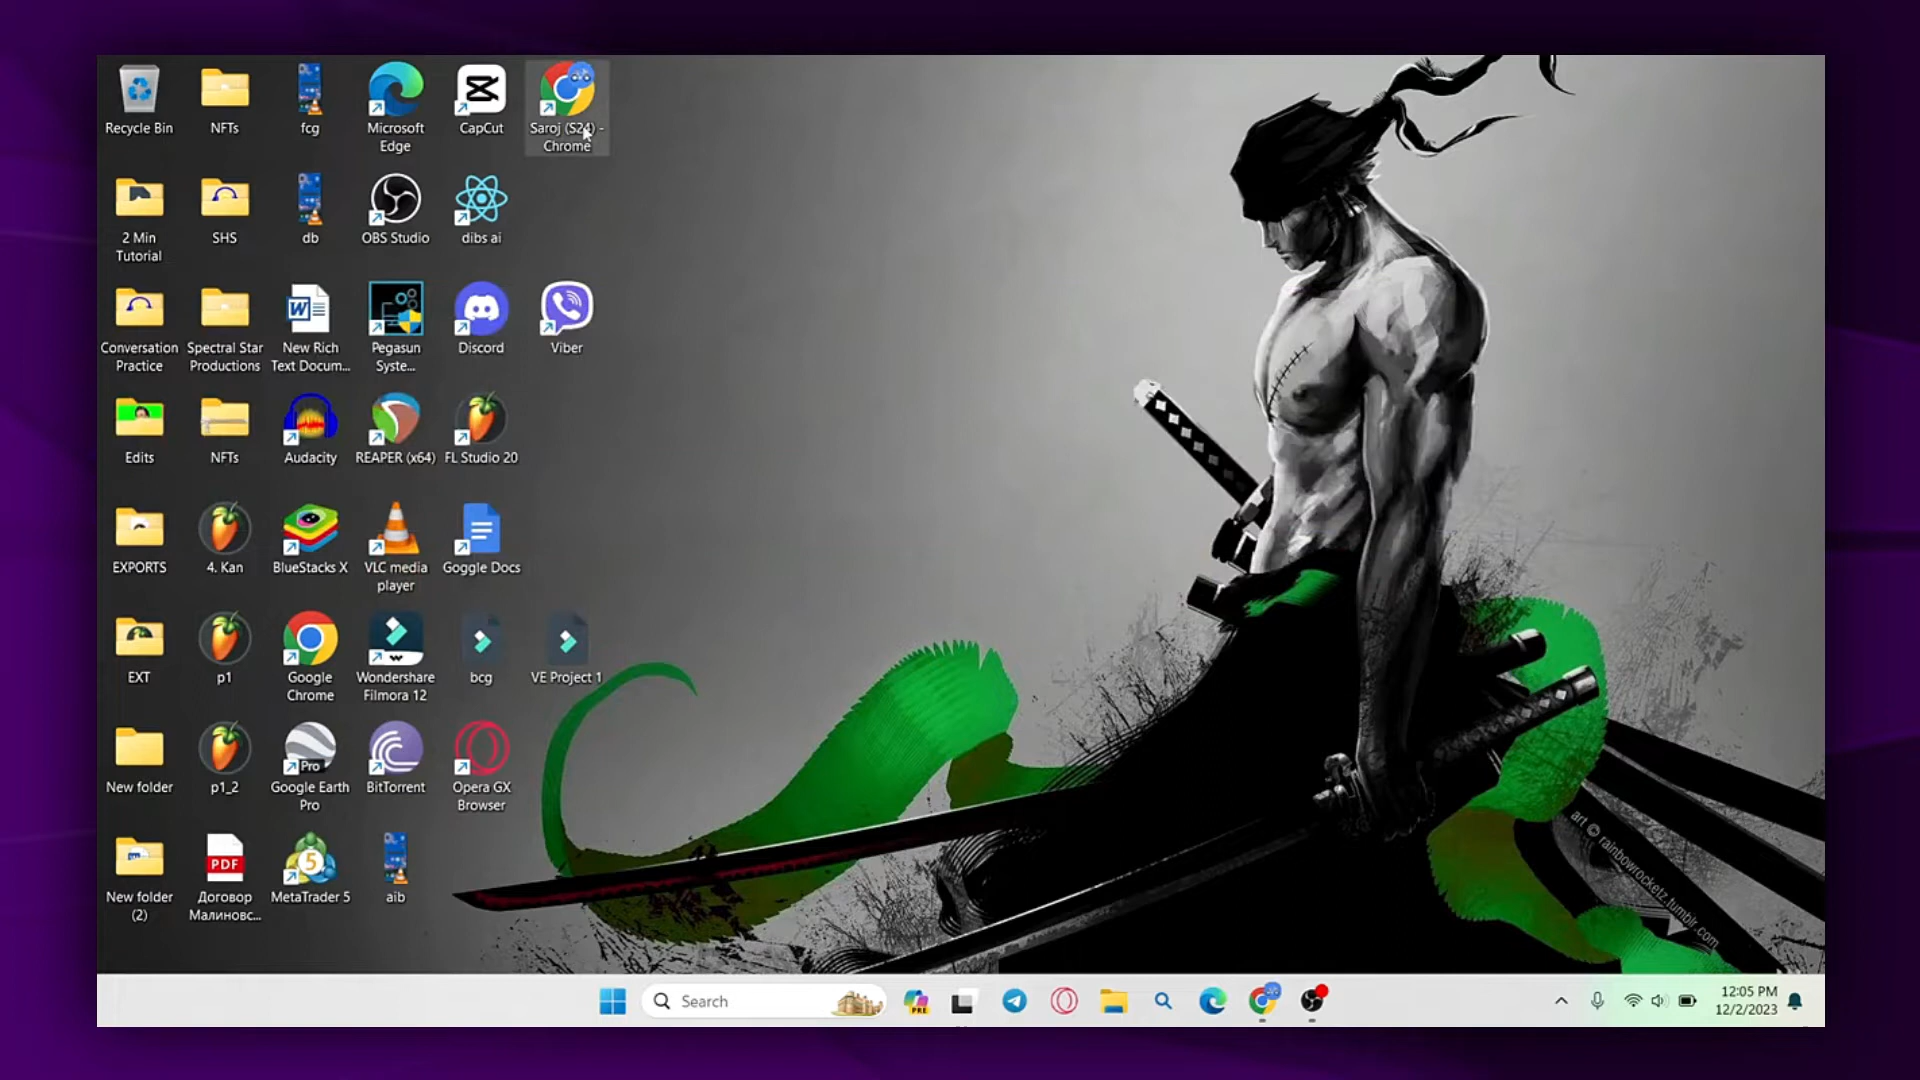 Recycle Bin
NFTs
fcg
Microsoft
Edge
CapCut
Saroj (S24) -
Chrome
2 Min
Tutorial
SHS
db
OBS Studio
dibs ai
Conversation
Practice
Spectral Star
Productions
New Rich
Text Docum...
Pegasun
Syste...
Discord
Viber
Edits
NFTs
Audacity
REAPER (x64)
FL Studio 20
EXPORTS
4. Kan
BlueStacks X
VLC media
player
Goggle Docs
EXT
p1
Google
Chrome
Wondershare
Filmora 12
bcg
VE Project 1
New folder
p1_2
Pro
Google Earth
Pro
BitTorrent
Opera GX
Browser
New folder
(2)
PDF
Договор
Малиновс...
5
MetaTrader 5
aib
art © rainbowrocketz.tumblr.com
Search
PRE
12:05 PM
12/2/2023